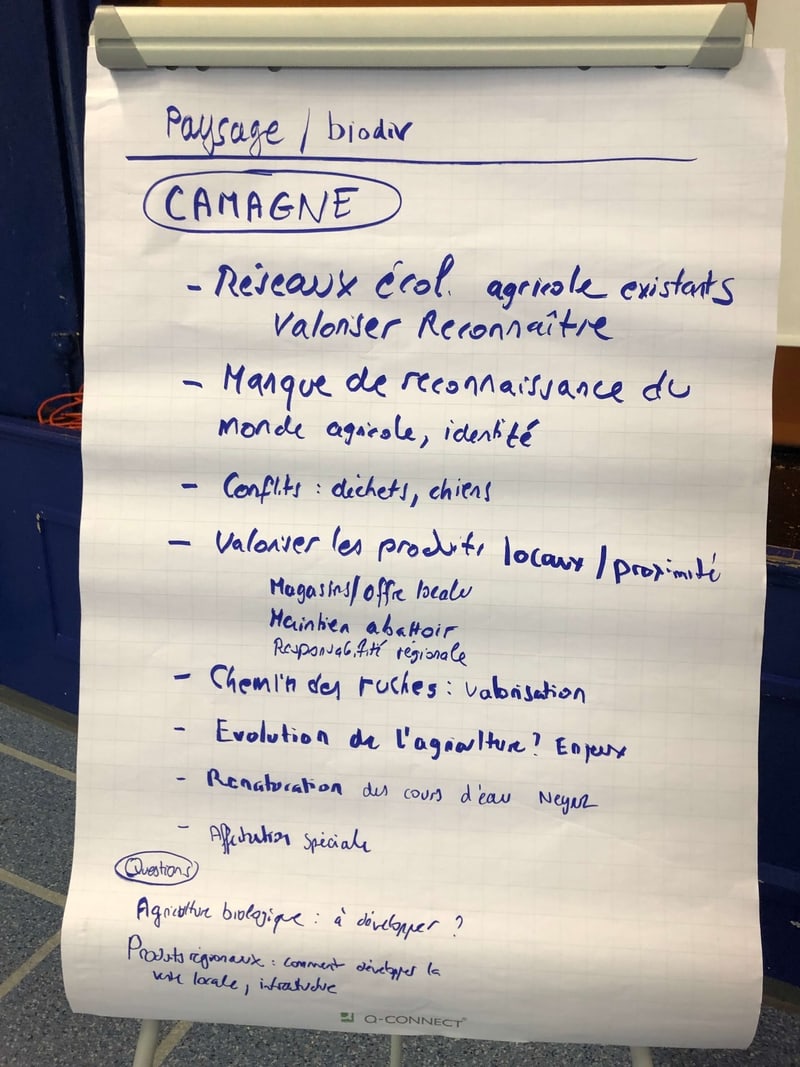 Paysage / biodiv
CAMAGNE
- Réseaux écol. agricole existants
Valoriser Reconnaître
- Manque de reconnaissance du
monde agricole, identité
- Conflits : déchets, chiens
- Valoriser les produits locaux / proximité
Magasins/offre locale
Maintien abattoir
Responsabilité régionale
- Chemin des ruches : valorisation
- Evolution de l'agriculture ? Enjeux
- Renaturation des cours d'eau
- Affectation spéciale
Questions
Agriculture biologique : à développer ?
Produits régionaux : comment développer la
vente locale, infrastructure
Q-CONNECT